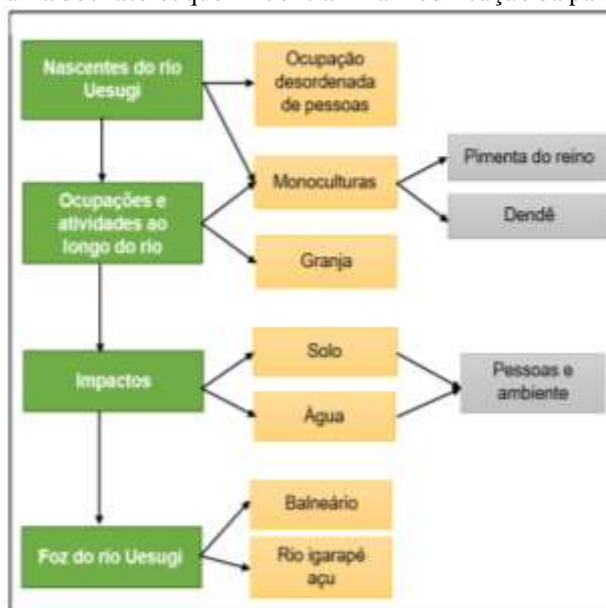 Nascentes do rio
Uesugi
Ocupação
desordenada
de pessoas
Monoculturas
Pimenta do reino
Dendê
Ocupações e
atividades ao
longo do rio
Granja
Impactos
Solo
Àgua
Pessoas e
ambiente
Foz do rio Uesugi
Balneário
Rio igarapé
açu